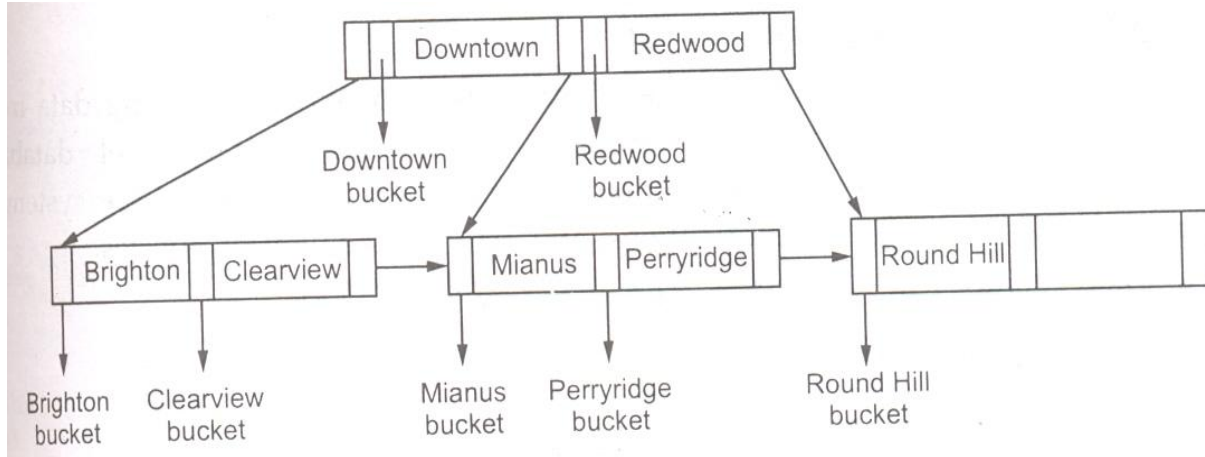 Downtown
Redwood
Downtown
bucket
Redwood
bucket
Brighton
Clearview
Mianus
Perryridge
Round Hill
Brighton
bucket
Clearview
bucket
Mianus
bucket
Perryridge
bucket
Round Hill
bucket